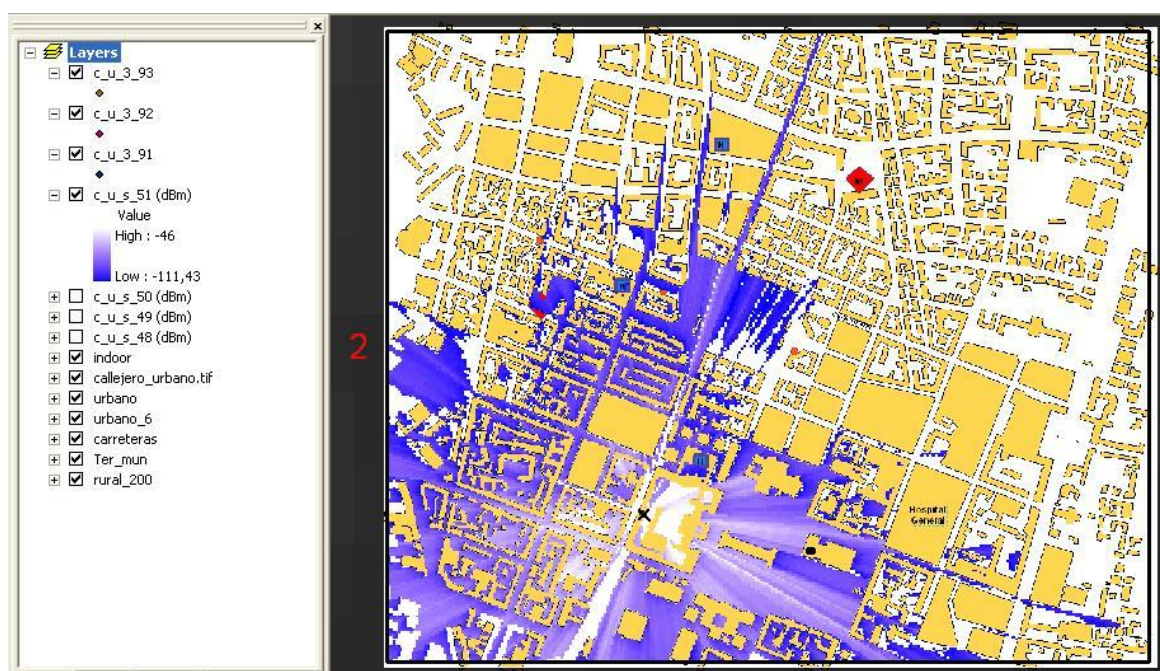 Layers
c_u_3_93
c_u_3_92
c_u_3_91
c_u_s_51 (dBm)
Value
High : -46
Low : -111,43
c_u_s_50 (dBm)
c_u_s_49 (dBm)
c_u_s_48 (dBm)
indoor
callejero_urbano.tif
urbano
urbano_6
carreteras
Ter_mun
rural_200
2
H
Hospital
General